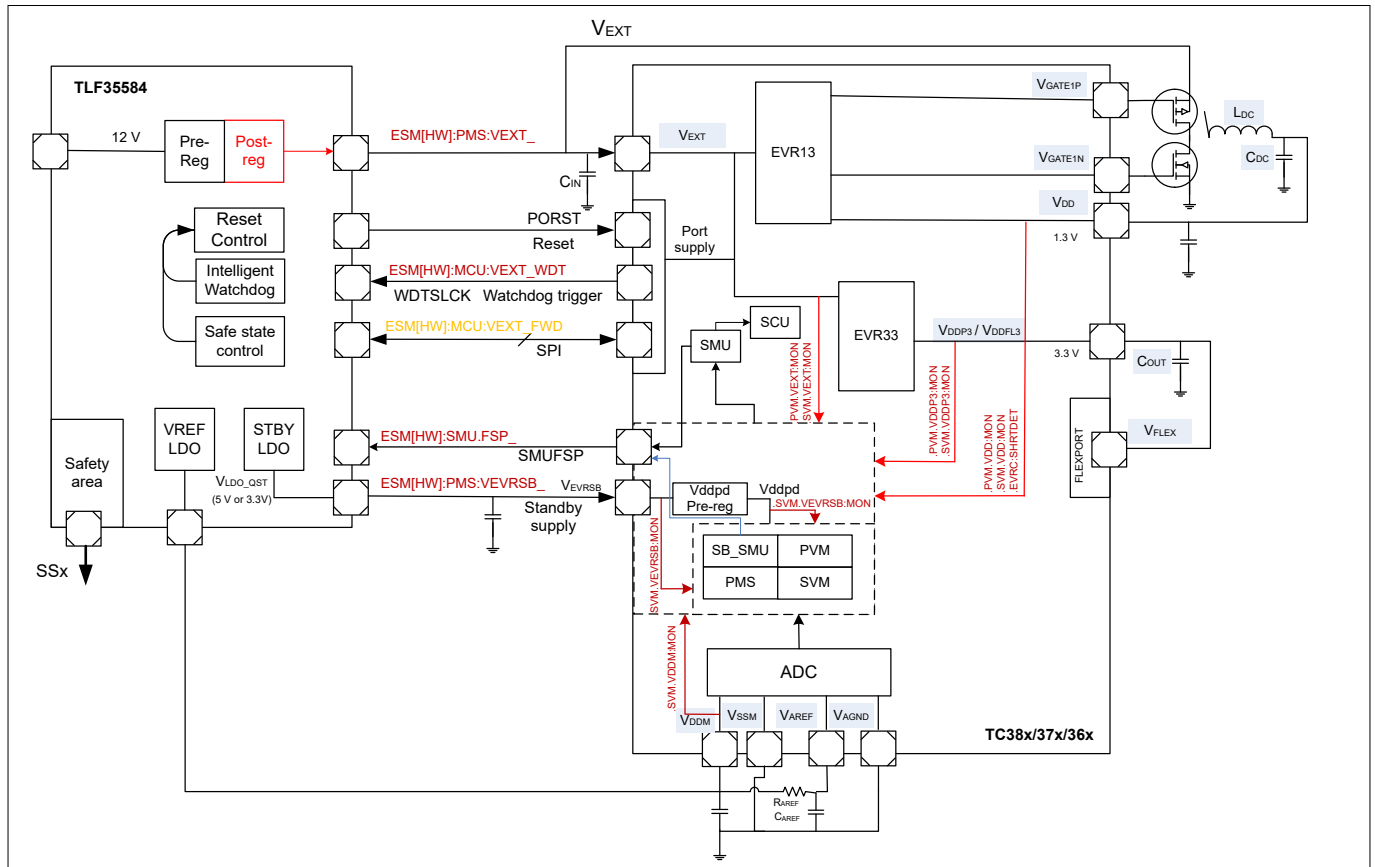 VEXT
TLF35584
12 V
Pre-
Reg
Post-
reg
ESM[HW]:PMS:VEXT_
CIN
VEXT
EVR13
VGATE1P
VGATE1N
LDC
CDC
VDD
1.3 V
Reset
Control
PORST
Reset
Port
supply
Intelligent
Watchdog
ESM[HW]:MCU:VEXT_WDT
WDTSLCK Watchdog trigger
Safe state
control
ESM[HW]:MCU:VEXT_FWD
SPI
SCU
SMU
EVR33
VDDP3 / VDDFL3
3.3 V
COUT
.PVM.VEXT:MON
.SVM.VEXT:MON
.PVM.VDDP3:MON
.SVM.VDDP3:MON
.PVM.VDD:MON
.SVM.VDD:MON
.EVRC:SHRTDET
FLEXPORT
VFLEX
VREF
LDO
STBY
LDO
ESM[HW]:SMU.FSP_
SMUFSP
Safety
area
VLDO_QST
(5 V or 3.3V)
ESM[HW]:PMS:VEVRSB_
VEVRSB
Standby
supply
Vddpd
Pre-reg
Vddpd
.SVM.VEVRSB:MON
.SVM.VEVRSB:MON
SB_SMU
PVM
PMS
SVM
SSx
.SVM.VDDM:MON
ADC
VDDM
VSSM
VAREF
VAGND
TC38x/37x/36x
RAREF
CAREF